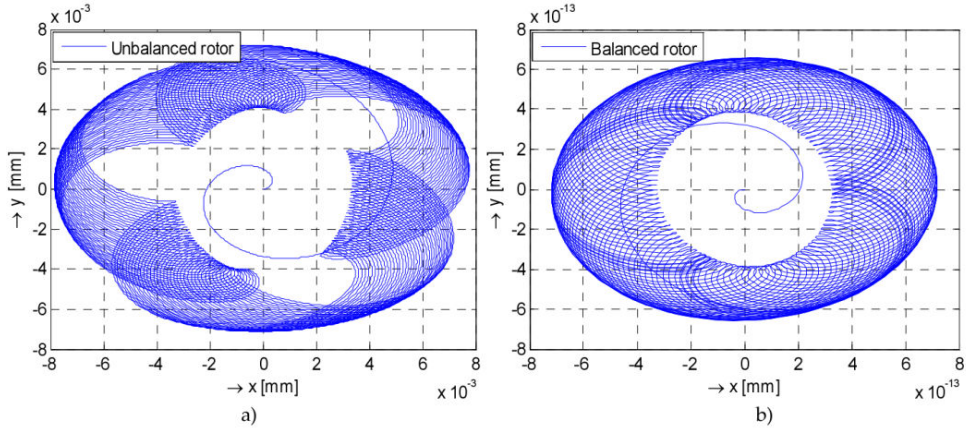 x 10^-3
Unbalanced rotor
8
6
4
2
0
-2
-4
-6
-8
→ y [mm]
-8 -6 -4 -2 0 2 4 6 8
→ x [mm]
x 10^-3
a)
x 10^-13
Balanced rotor
8
6
4
2
0
-2
-4
-6
-8
→ y [mm]
-8 -6 -4 -2 0 2 4 6 8
→ x [mm]
x 10^-13
b)